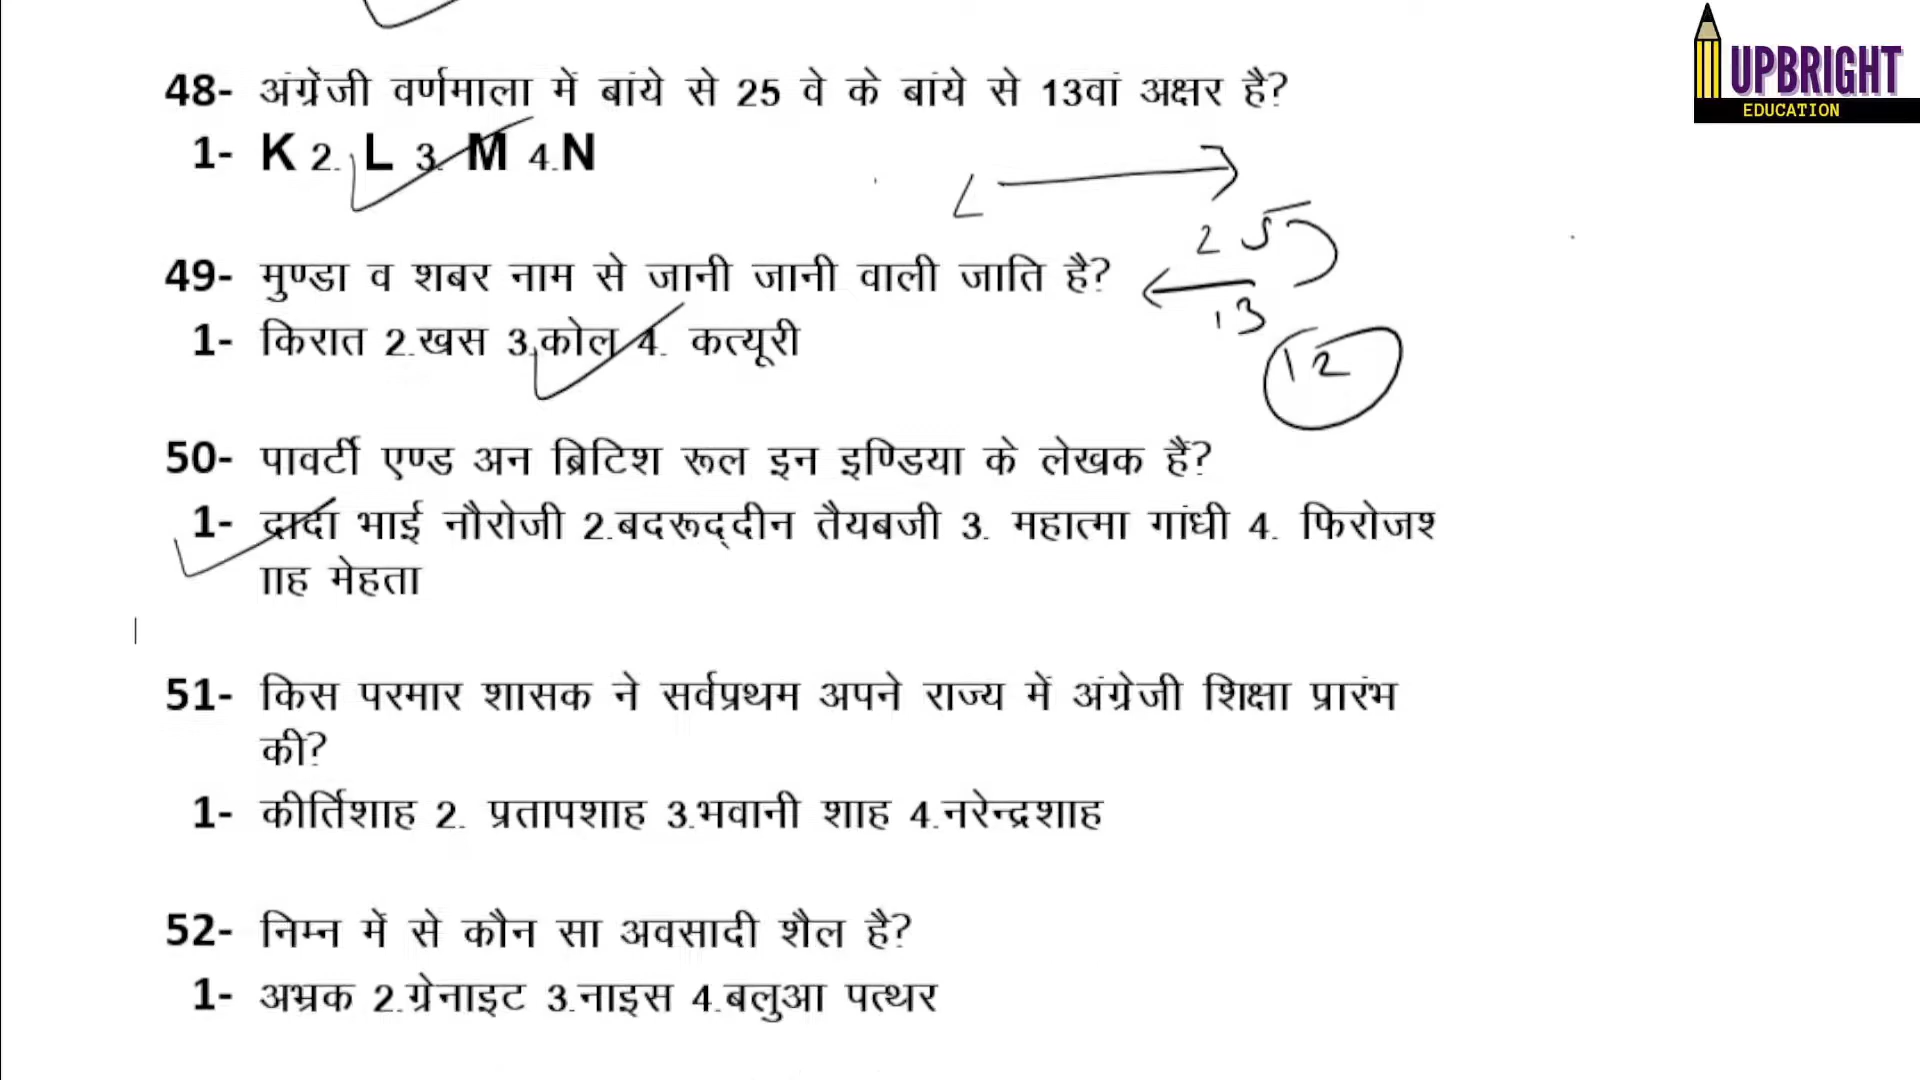 UPBRIGHT
EDUCATION
48- अंग्रेजी वर्णमाला में बांये से 25 वे के बांये से 13वां अक्षर है?
1- K 2. L 3. M 4.N
L
25
13
12
49- मुण्डा व शबर नाम से जानी जानी वाली जाति है?
1- किरात 2.खस 3.कोल 4. कत्यूरी
50- पावर्टी एण्ड अन ब्रिटिश रूल इन इण्डिया के लेखक हैं?
1- दादा भाई नौरोजी 2.बदरूद्दीन तैयबजी 3. महात्मा गांधी 4. फिरोजश
ााह मेहता
51- किस परमार शासक ने सर्वप्रथम अपने राज्य में अंग्रेजी शिक्षा प्रारंभ
की?
1- कीर्तिशाह 2. प्रतापशाह 3.भवानी शाह 4.नरेन्द्रशाह
52- निम्न में से कौन सा अवसादी शैल है?
1- अभ्रक 2.ग्रेनाइट 3.नाइस 4.बलुआ पत्थर